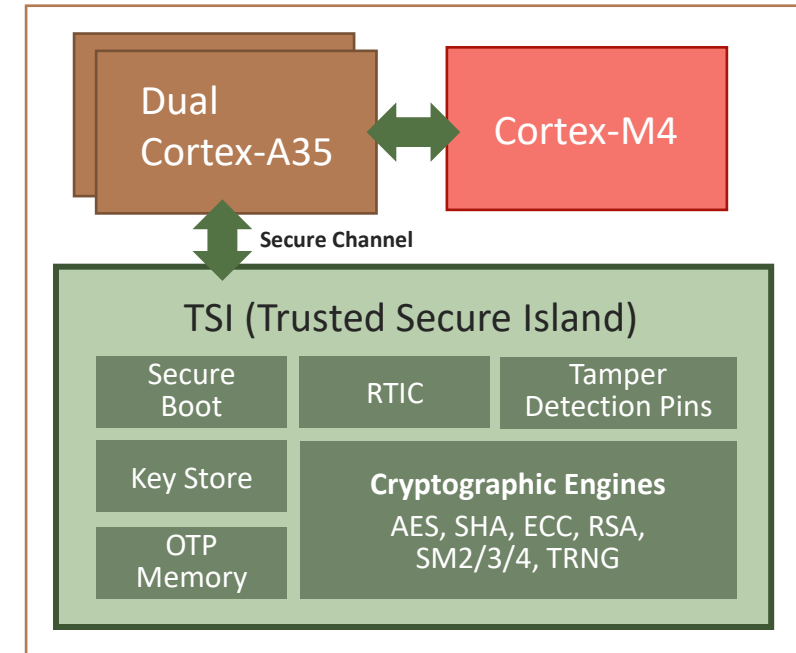 Dual
Cortex-A35
Cortex-M4
Secure Channel
TSI (Trusted Secure Island)
Secure
Boot
RTIC
Tamper
Detection Pins
Key Store
Cryptographic Engines
AES, SHA, ECC, RSA,
SM2/3/4, TRNG
OTP
Memory